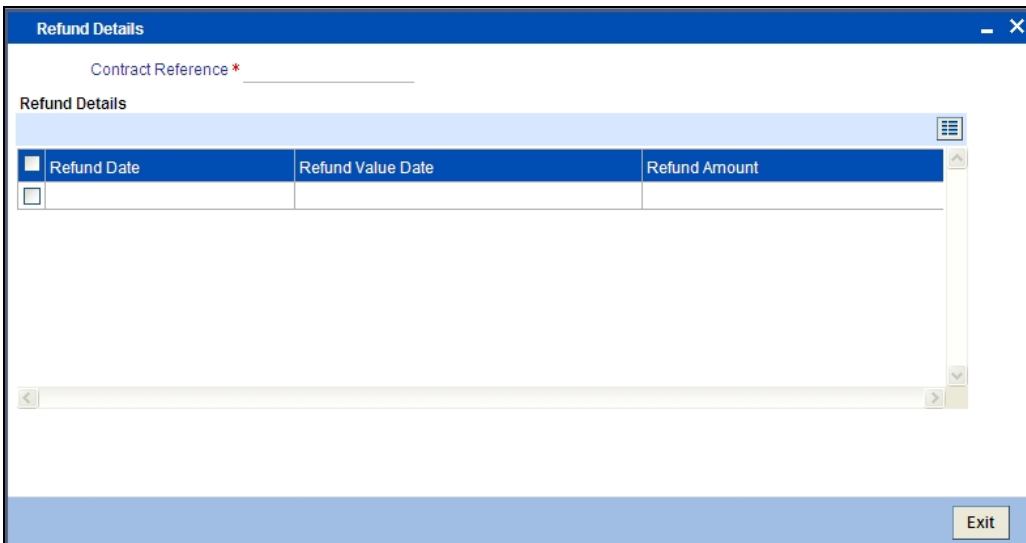 Refund Details
Contract Reference *
Refund Details
Refund Date Refund Value Date Refund Amount
Exit